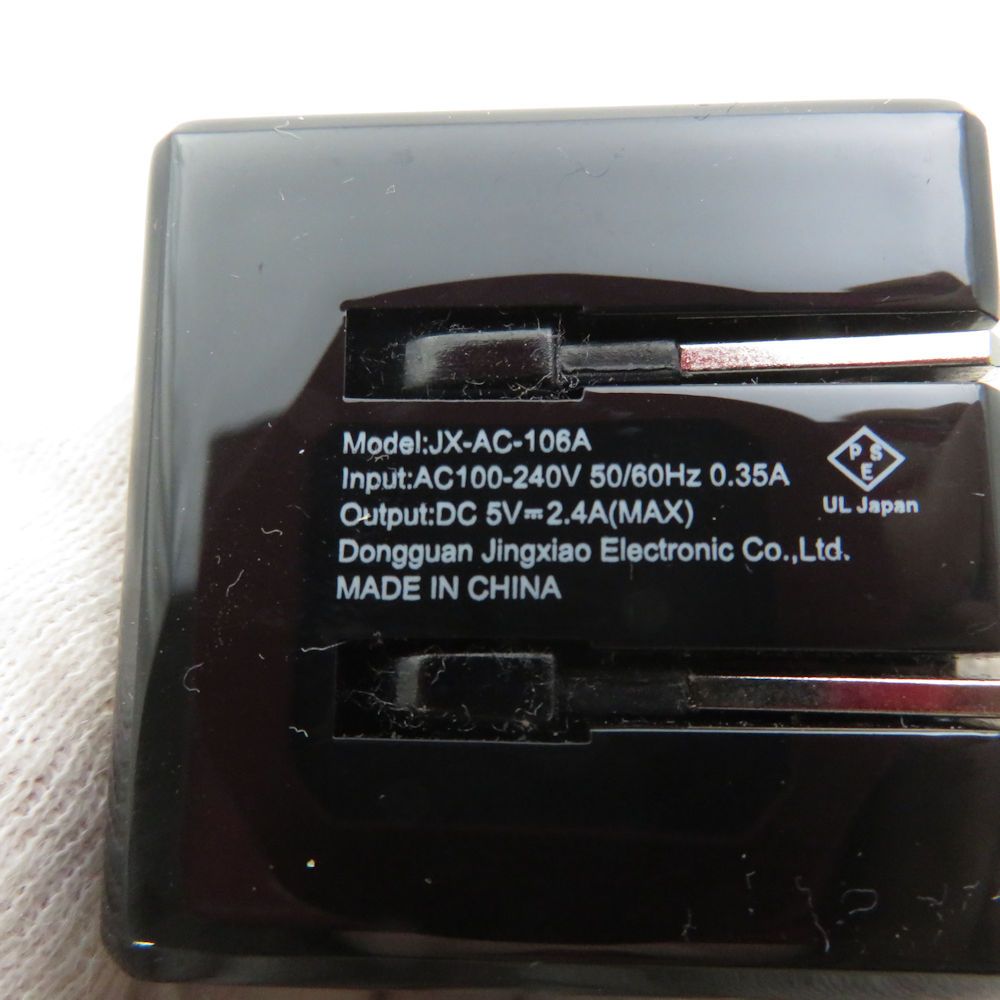 Model:JX-AC-106A
Input:AC100-240V 50/60Hz 0.35A
Output:DC 5V⎓2.4A(MAX)
Dongguan Jingxiao Electronic Co.,Ltd.
MADE IN CHINA
P S
E
UL Japan